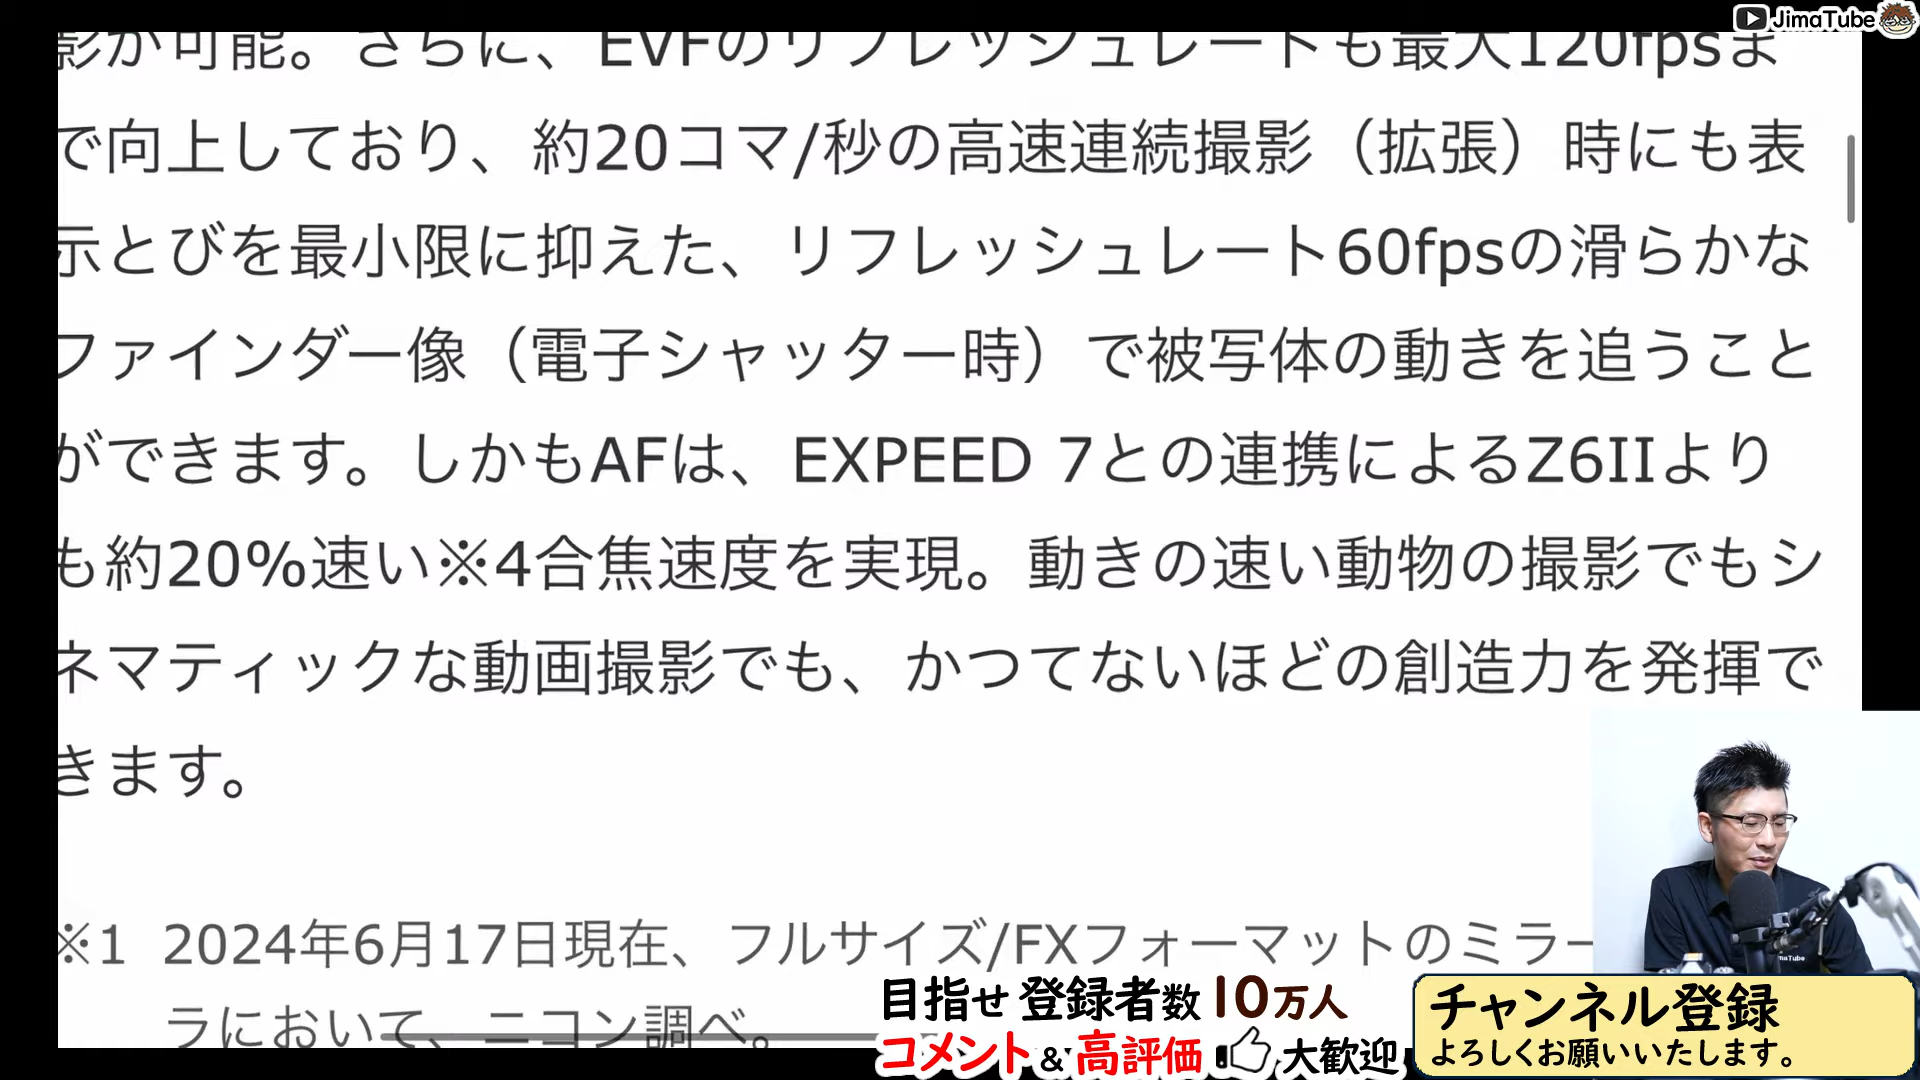 JimaTube
影が可能。さらに、EVFのリフレッシュレートも最大120fpsま
で向上しており、約20コマ/秒の高速連続撮影（拡張）時にも表
示とびを最小限に抑えた、リフレッシュレート60fpsの滑らかな
ファインダー像（電子シャッター時）で被写体の動きを追うこと
ができます。しかもAFは、EXPEED 7との連携によるZ6IIより
も約20%速い※4合焦速度を実現。動きの速い動物の撮影でもシ
ネマティックな動画撮影でも、かつてないほどの創造力を発揮で
きます。
※1 2024年6月17日現在、フルサイズ/FXフォーマットのミラー
ラにおいて、ニコン調べ。
目指せ 登録者数 10万人
コメント & 高評価 大歓迎
チャンネル登録
よろしくお願いいたします。